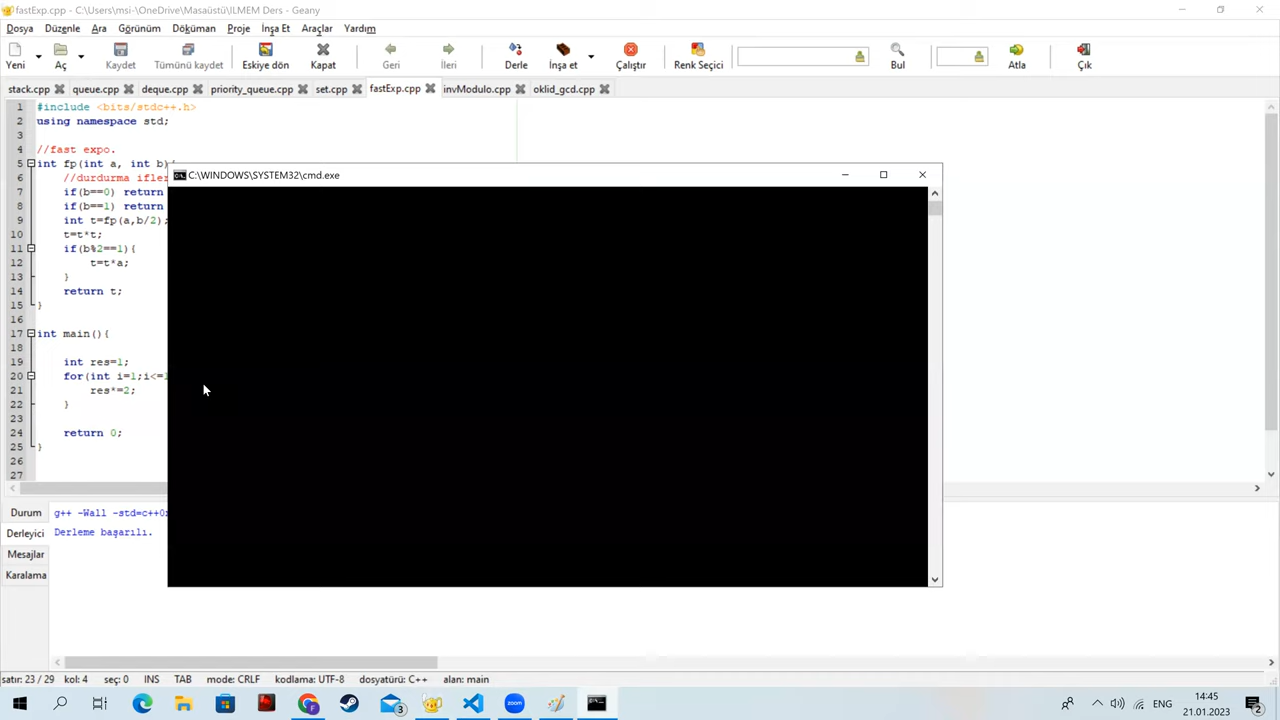 fastExp.cpp - C:\Users\msi-\OneDrive\Masaüstü\ILMEM Ders - Geany
Dosya Düzenle Ara Görünüm Döküman Proje İnşa Et Araçlar Yardım
Yeni Aç Kaydet Tümünü kaydet Eskiye dön Kapat Geri İleri Derle İnşa et Çalıştır Renk Seçici Bul Atla Çık
stack.cpp queue.cpp deque.cpp priority_queue.cpp set.cpp fastExp.cpp invModulo.cpp oklid_gcd.cpp
1 #include <bits/stdc++.h>
2 using namespace std;
3
4 //fast expo.
5 int fp(int a, int b){
6 //durdurma ifler
7 if(b==0) return
8 if(b==1) return
9 int t=fp(a,b/2);
10 t=t*t;
11 if(b%2==1){
12 t=t*a;
13 }
14 return t;
15 }
16
17 int main(){
18
19 int res=1;
20 for(int i=1;i<=1
21 res*=2;
22 }
23
24 return 0;
25 }
26
27
C:\WINDOWS\SYSTEM32\cmd.exe
Durum
Derleyici
Mesajlar
Karalama
g++ -Wall -std=c++0
Derleme başarılı.
satır: 23 / 29 kol: 4 seç: 0 INS TAB mode: CRLF kodlama: UTF-8 dosyatürü: C++ alan: main
3 zoom ENG 14:45
21.01.2023 2